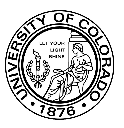 UNIVERSITY OF COLORADO
LET YOUR
LIGHT
SHINE
1876